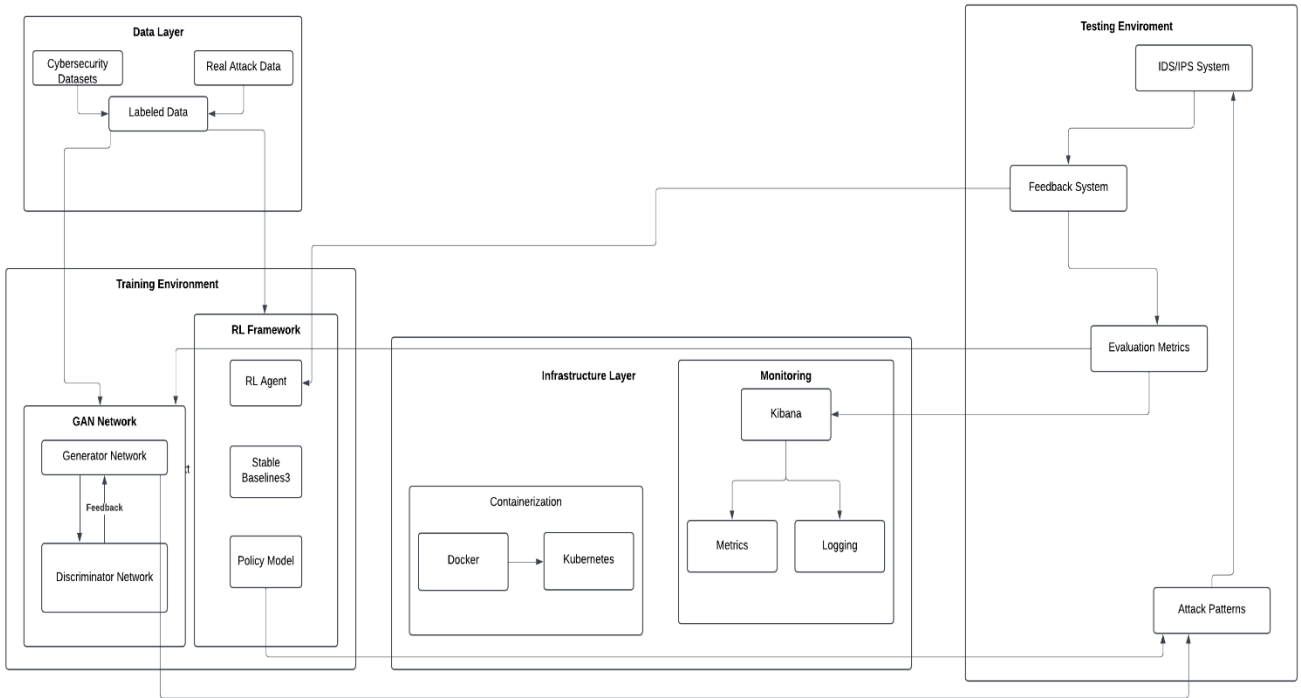 Data Layer
Cybersecurity
Datasets
Real Attack Data
Labeled Data
Training Environment
RL Framework
RL Agent
Stable
Baselines3
Policy Model
GAN Network
Generator Network
Feedback
Discriminator Network
Infrastructure Layer
Containerization
Docker
Kubernetes
Monitoring
Kibana
Metrics
Logging
Testing Enviroment
IDS/IPS System
Feedback System
Evaluation Metrics
Attack Patterns